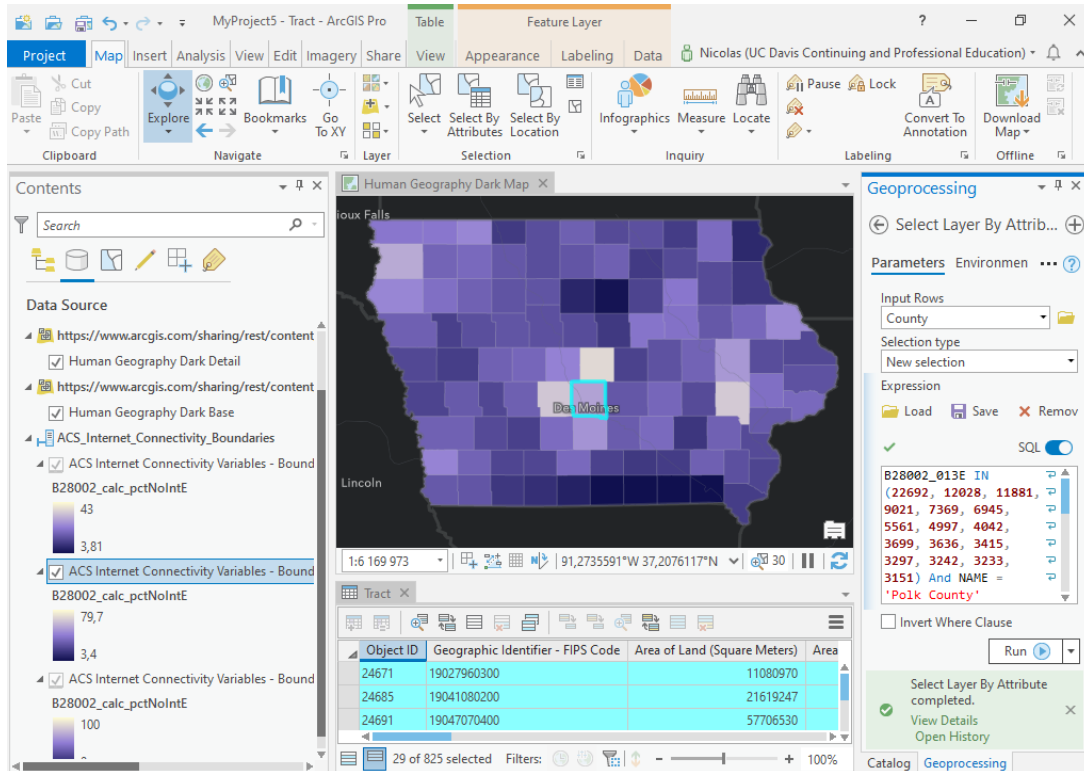 MyProject5 - Tract - ArcGIS Pro
Table
Feature Layer
?
Project
Map
Insert
Analysis
View
Edit
Imagery
Share
View
Appearance
Labeling
Data
Nicolas (UC Davis Continuing and Professional Education)
Paste
Cut
Copy
Copy Path
Clipboard
Explore
Bookmarks
Go
To XY
Navigate
Layer
Select
Select By
Attributes
Select By
Location
Selection
Infographics
Measure
Locate
Inquiry
Pause
Lock
Convert To
Annotation
Labeling
Download
Map
Offline
Contents
Search
Data Source
https://www.arcgis.com/sharing/rest/content
Human Geography Dark Detail
https://www.arcgis.com/sharing/rest/content
Human Geography Dark Base
ACS_Internet_Connectivity_Boundaries
ACS Internet Connectivity Variables - Bound
B28002_calc_pctNoIntE
43
3,81
ACS Internet Connectivity Variables - Bound
B28002_calc_pctNoIntE
79,7
3,4
ACS Internet Connectivity Variables - Bound
B28002_calc_pctNoIntE
100
Human Geography Dark Map
ioux Falls
Des Moines
Lincoln
1:6 169 973
91,2735591°W 37,2076117°N
30
Tract
Object ID
Geographic Identifier - FIPS Code
Area of Land (Square Meters)
Area
24671 19027960300 11080970
24685 19041080200 21619247
24691 19047070400 57706530
29 of 825 selected
Filters:
- + 100%
Geoprocessing
Select Layer By Attrib...
Parameters
Environmen
Input Rows
County
Selection type
New selection
Expression
Load
Save
Remov
SQL
B28002_013E IN
(22692, 12028, 11881,
9021, 7369, 6945,
5561, 4997, 4042,
3699, 3636, 3415,
3297, 3242, 3233,
3151) And NAME =
'Polk County'
Invert Where Clause
Run
Select Layer By Attribute
completed.
View Details
Open History
Catalog
Geoprocessing